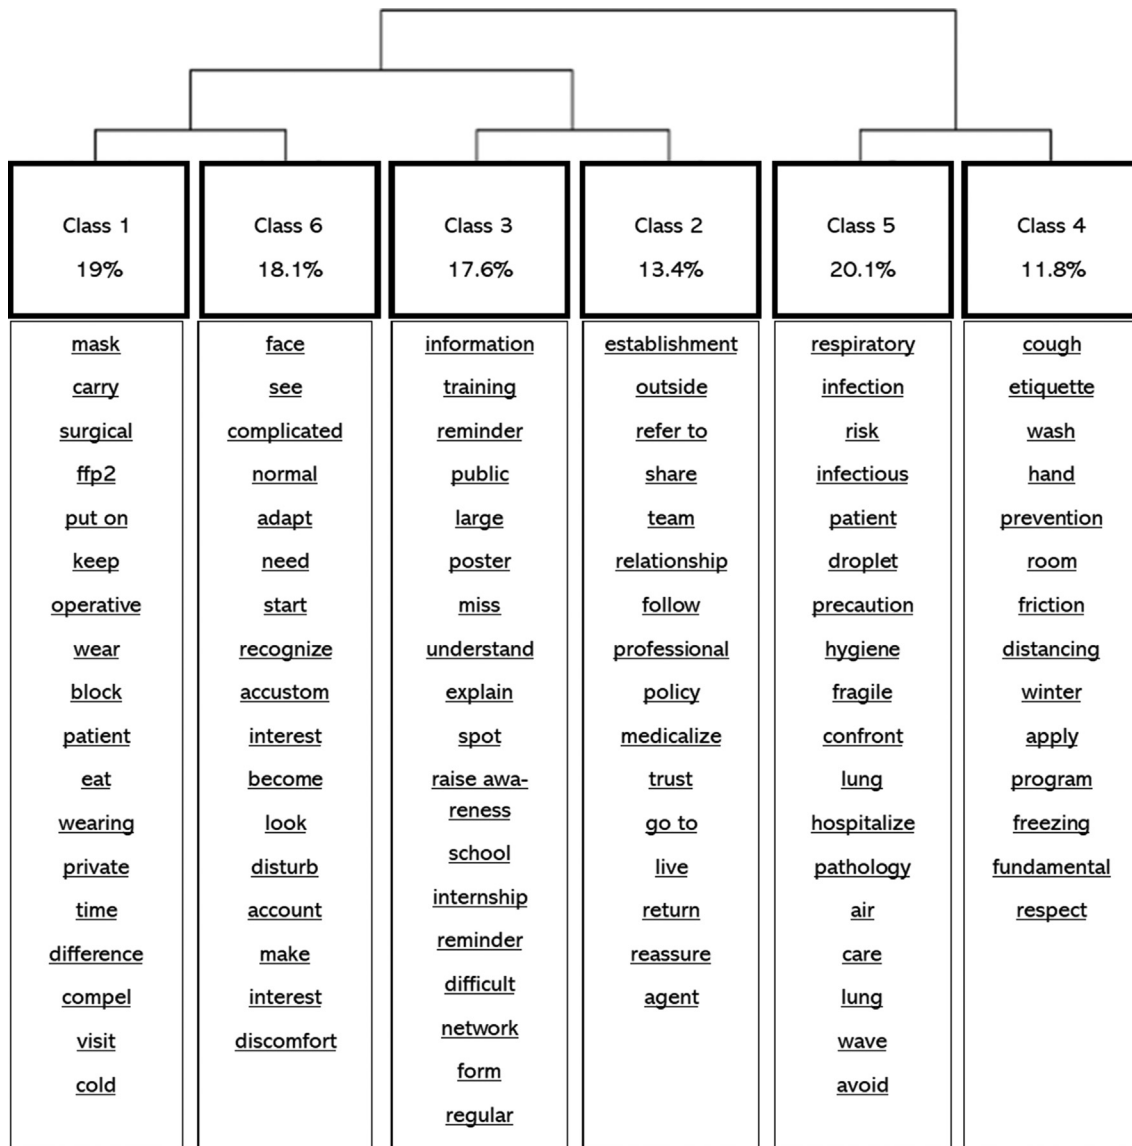 Class 1
19%
mask
carry
surgical
ffp2
put on
keep
operative
wear
block
patient
eat
wearing
private
time
difference
compel
visit
cold
Class 6
18.1%
face
see
complicated
normal
adapt
need
start
recognize
accustom
interest
become
look
disturb
account
make
interest
discomfort
Class 3
17.6%
information
training
reminder
public
large
poster
miss
understand
explain
spot
raise awa-
reness
school
internship
reminder
difficult
network
form
regular
Class 2
13.4%
establishment
outside
refer to
share
team
relationship
follow
professional
policy
medicalize
trust
go to
live
return
reassure
agent
Class 5
20.1%
respiratory
infection
risk
infectious
patient
droplet
precaution
hygiene
fragile
confront
lung
hospitalize
pathology
air
care
lung
wave
avoid
Class 4
11.8%
cough
etiquette
wash
hand
prevention
room
friction
distancing
winter
apply
program
freezing
fundamental
respect